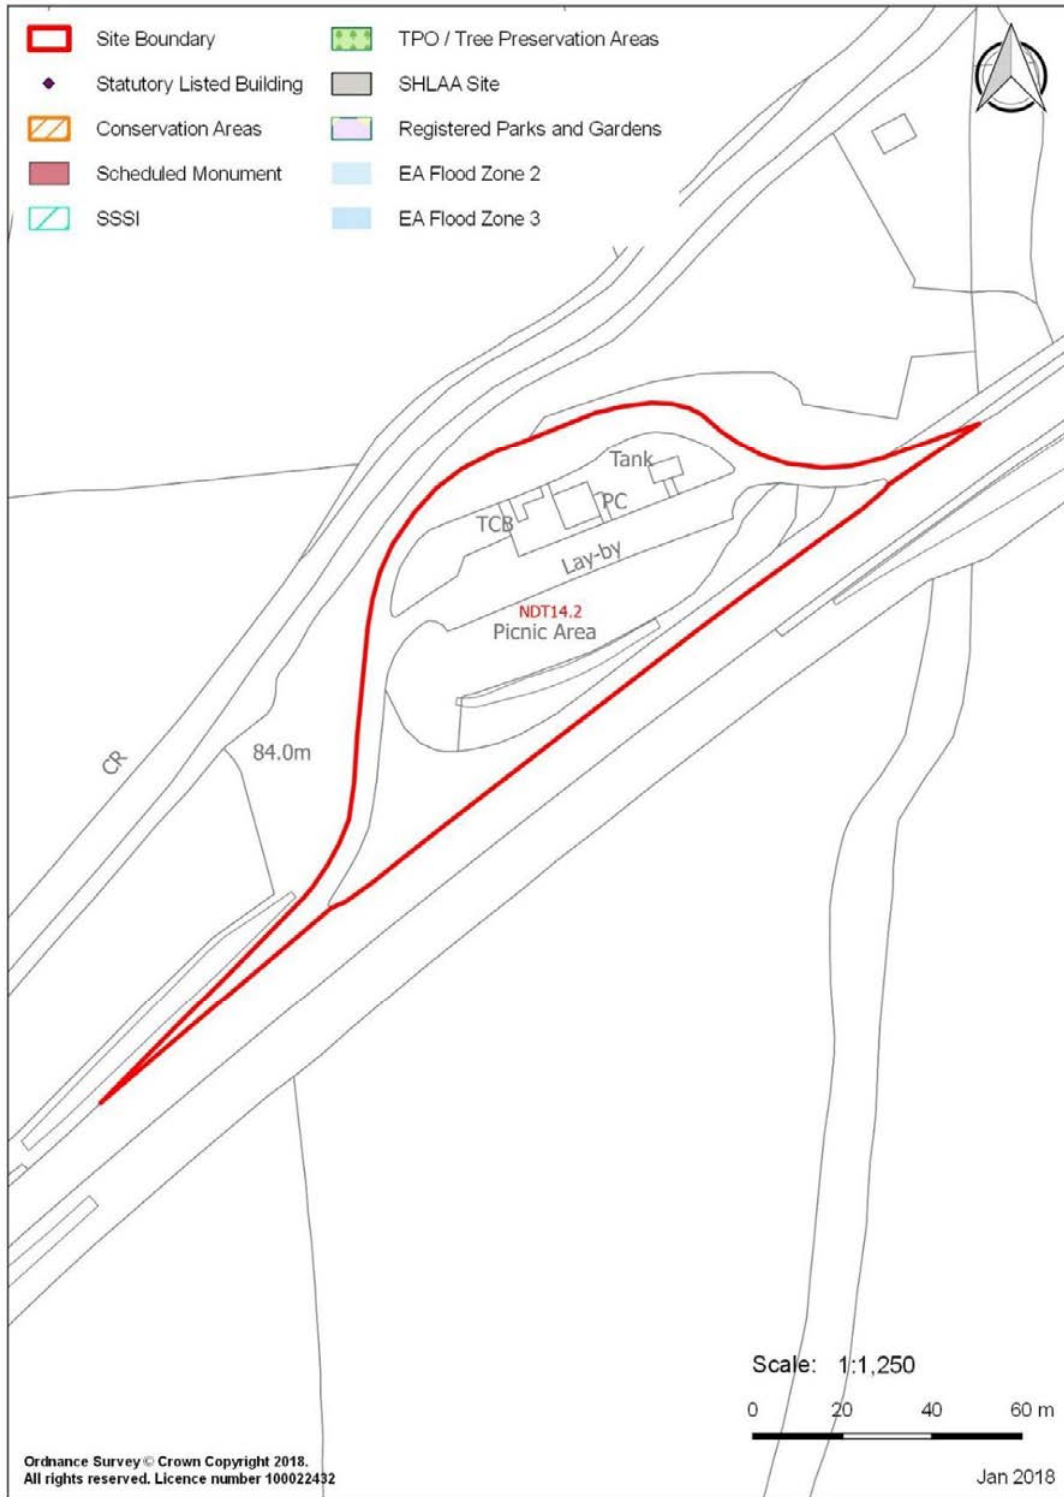 Site Boundary
Statutory Listed Building
Conservation Areas
Scheduled Monument
SSSI
TPO / Tree Preservation Areas
SHLAA Site
Registered Parks and Gardens
EA Flood Zone 2
EA Flood Zone 3
Tank
PC
TCB
Lay-by
NDT14.2
Picnic Area
84.0m
CR
Scale: 1:1,250
0 20 40 60 m
Ordnance Survey © Crown Copyright 2018.
All rights reserved. Licence number 100022432
Jan 2018